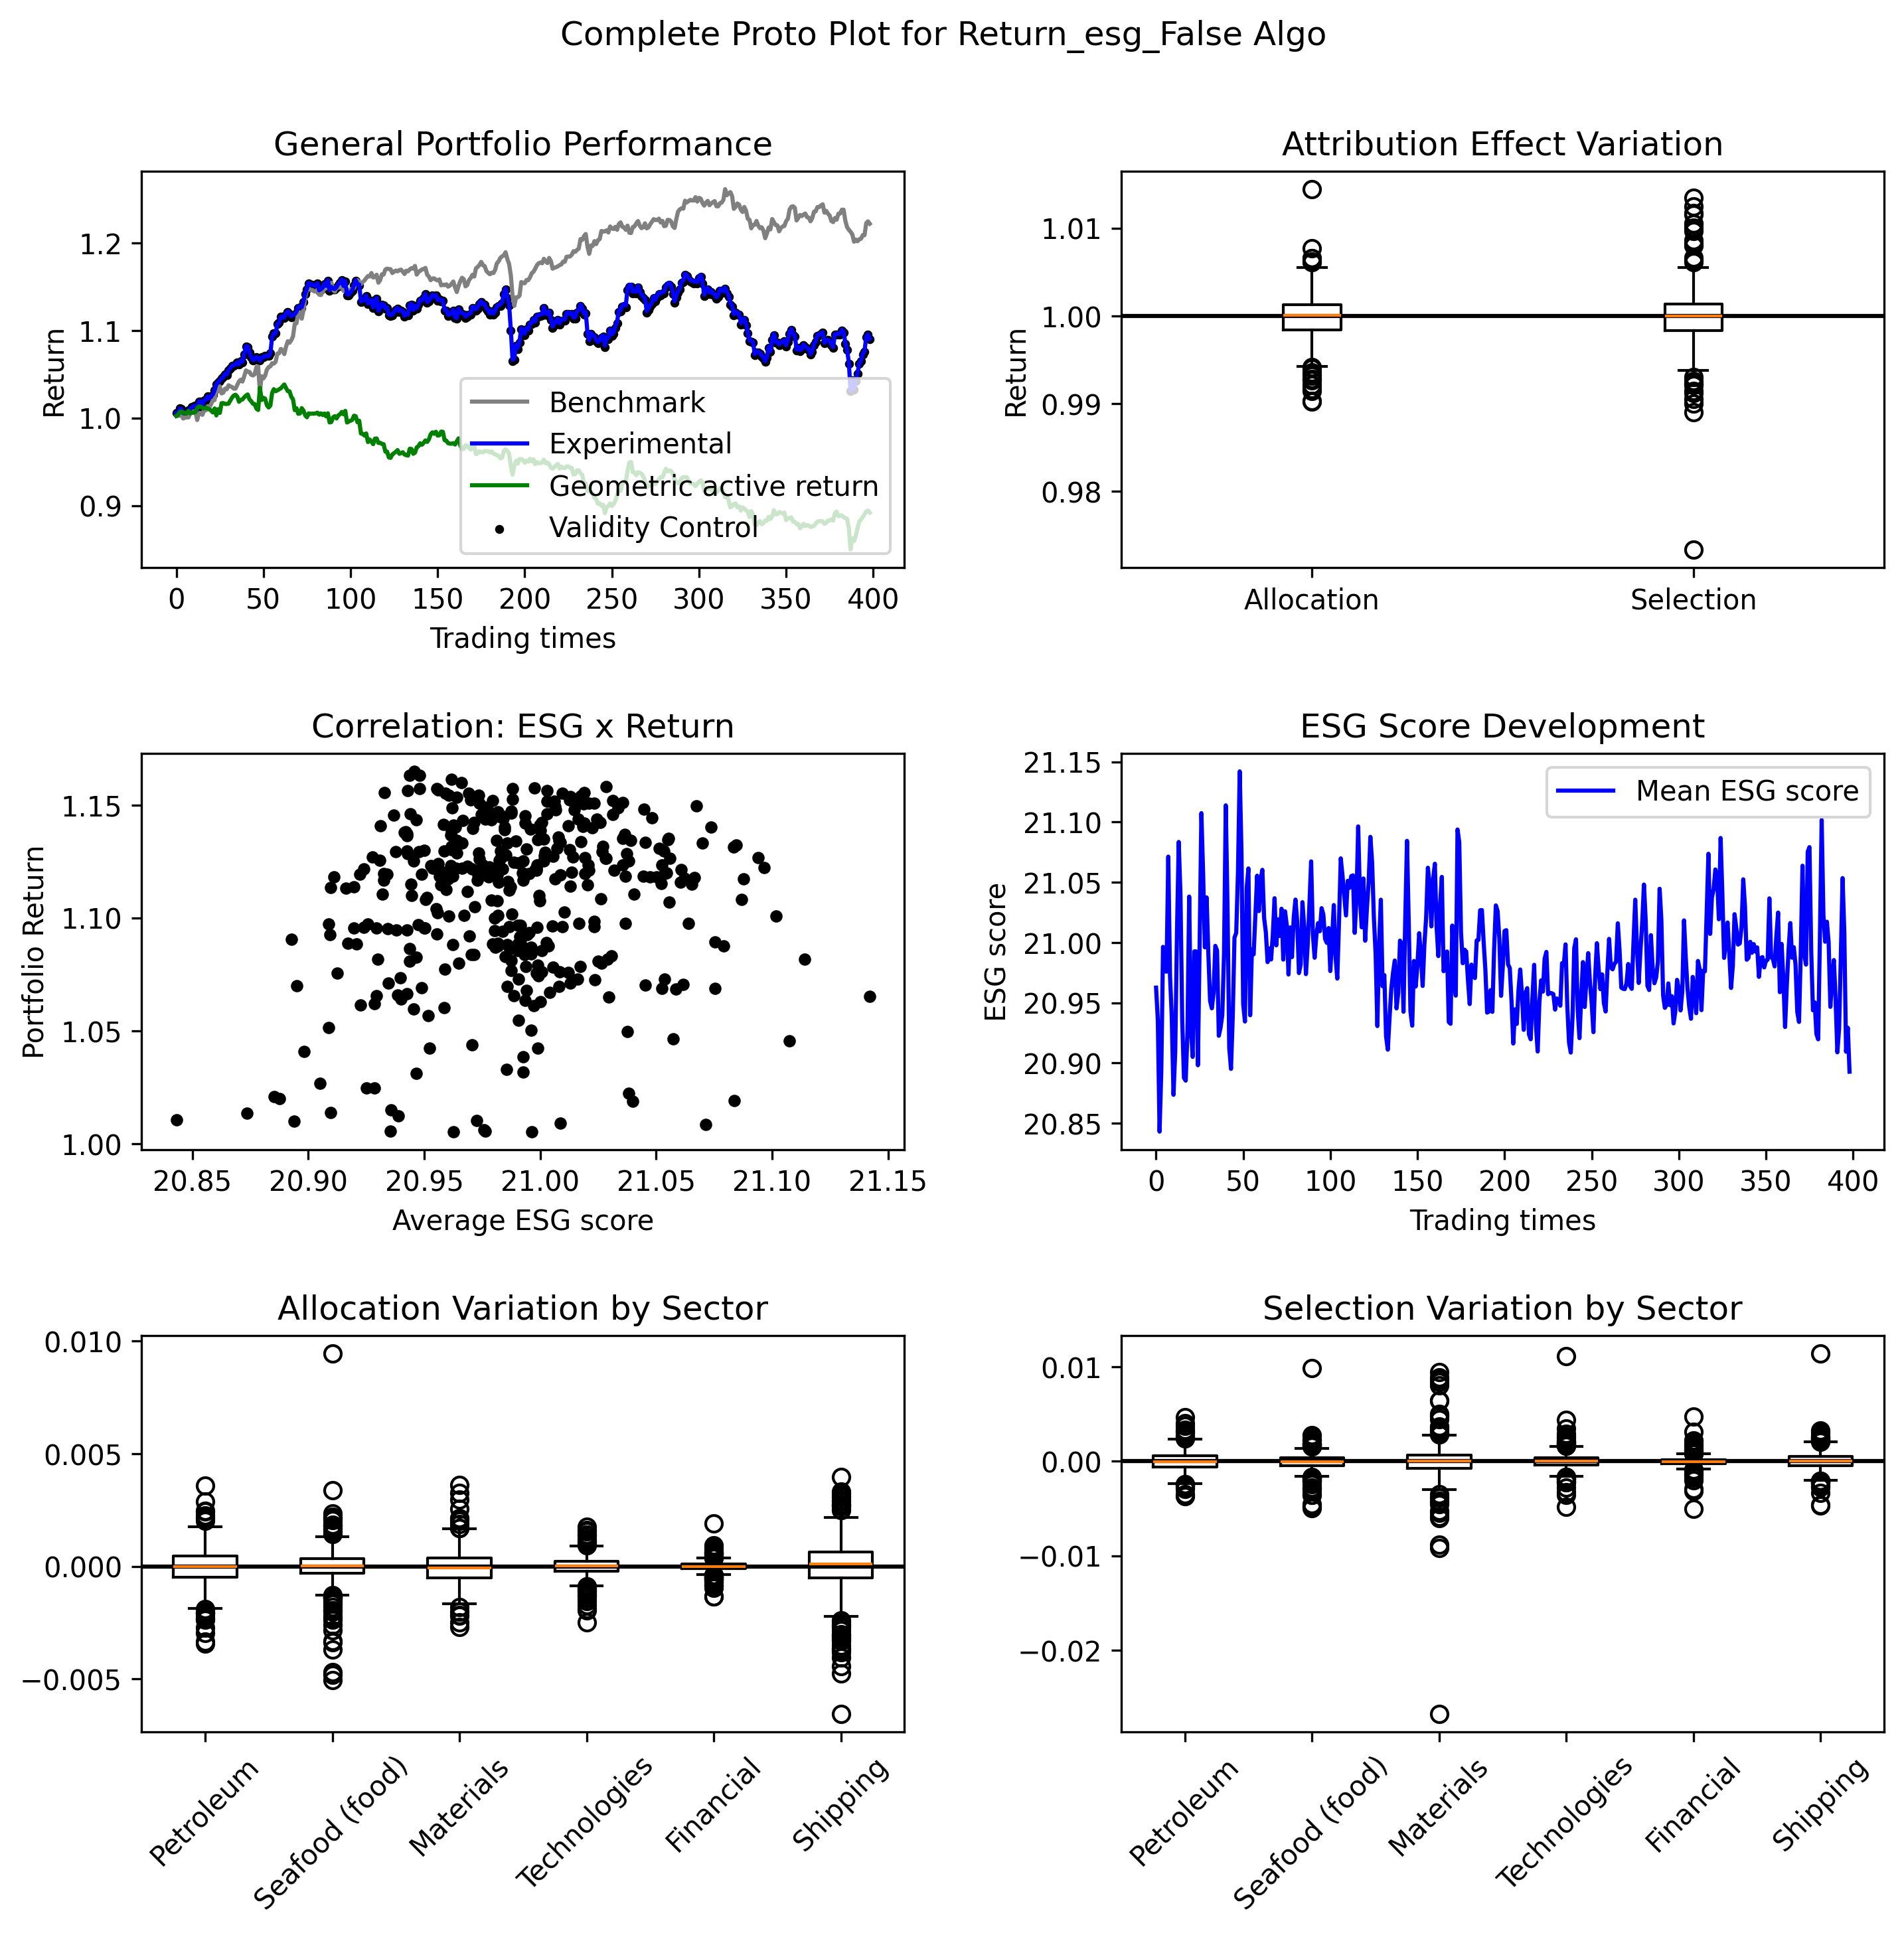 Complete Proto Plot for Return_esg_False Algo
General Portfolio Performance
Return
1.2
1.1
1.0
0.9
Benchmark
Experimental
Geometric active return
Validity Control
0 50 100 150 200 250 300 350 400
Trading times
Attribution Effect Variation
Return
1.01
1.00
0.99
0.98
Allocation Selection
Correlation: ESG x Return
Portfolio Return
1.15
1.10
1.05
1.00
20.85 20.90 20.95 21.00 21.05 21.10 21.15
Average ESG score
ESG Score Development
ESG score
21.15
21.10
21.05
21.00
20.95
20.90
20.85
Mean ESG score
0 50 100 150 200 250 300 350 400
Trading times
Allocation Variation by Sector
0.010
0.005
0.000
−0.005
Petroleum
Seafood (food)
Materials
Technologies
Financial
Shipping
Selection Variation by Sector
0.01
0.00
−0.01
−0.02
Petroleum
Seafood (food)
Materials
Technologies
Financial
Shipping